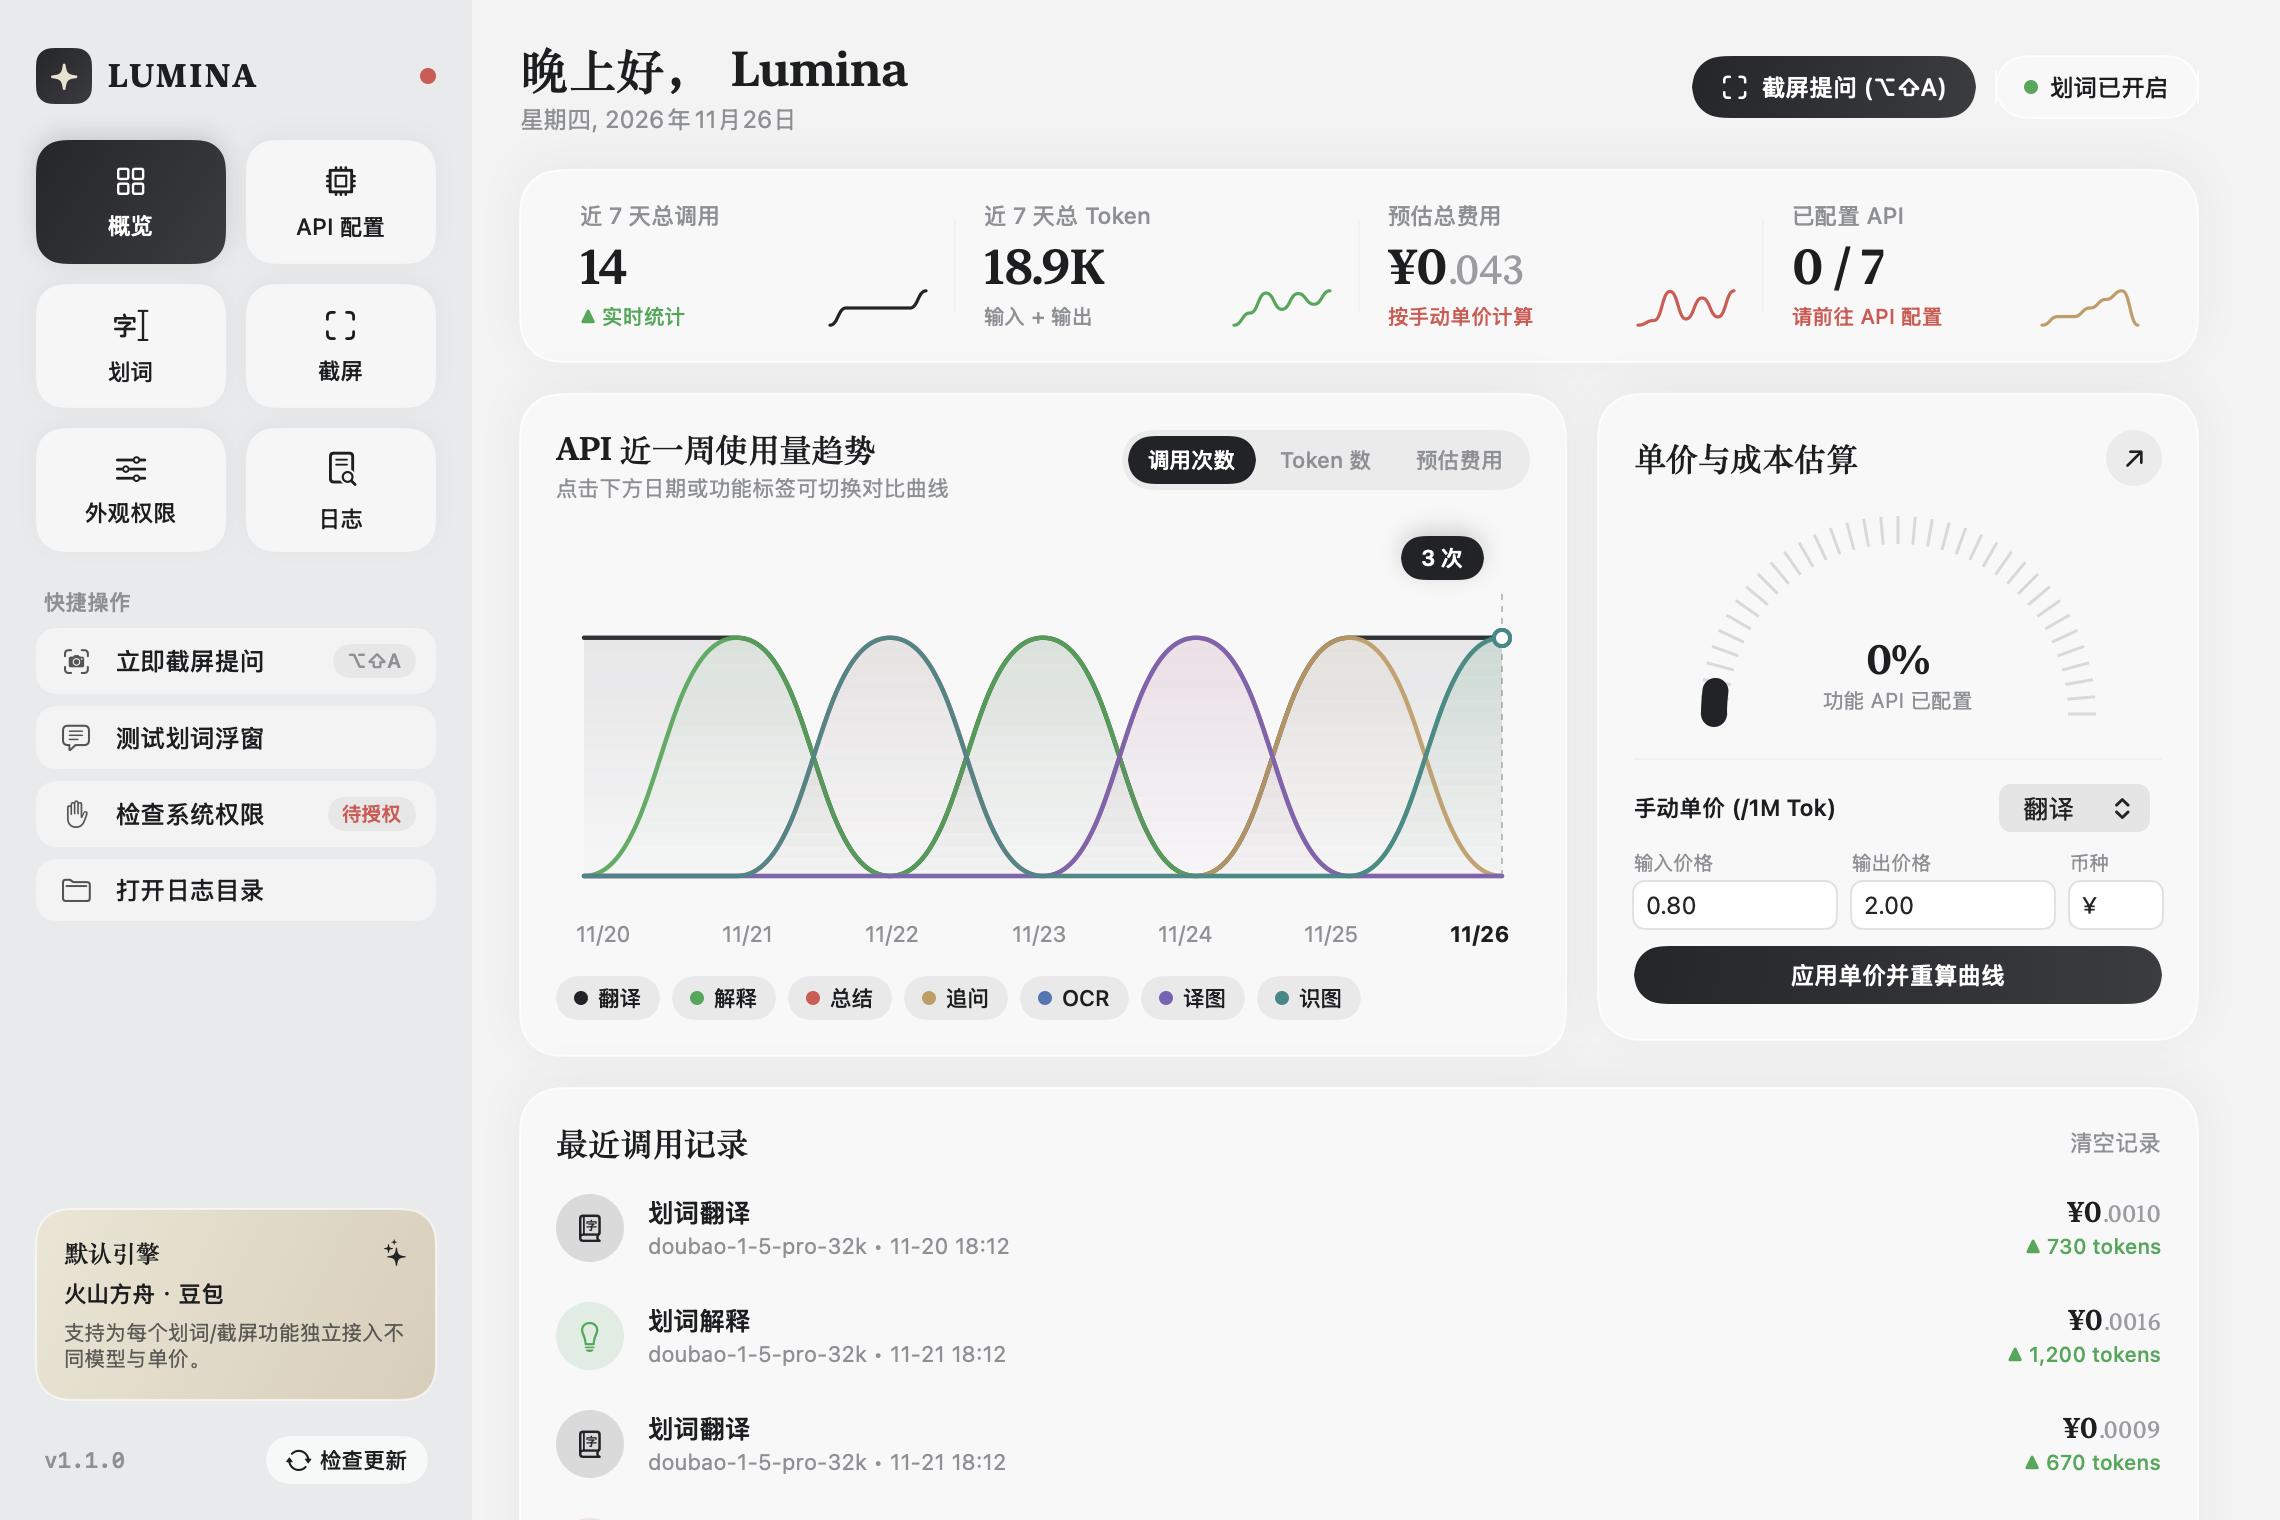 LUMINA
概览
API 配置
字
划词
截屏
外观权限
日志
快捷操作
立即截屏提问
⌥⇧A
测试划词浮窗
检查系统权限
待授权
打开日志目录
默认引擎
火山方舟 · 豆包
支持为每个划词/截屏功能独立接入不
同模型与单价。
v1.1.0
检查更新
晚上好， Lumina
星期四, 2026年11月26日
截屏提问 (⌥⇧A)
划词已开启
近 7 天总调用
14
▲ 实时统计
近 7 天总 Token
18.9K
输入 + 输出
预估总费用
¥0.043
按手动单价计算
已配置 API
0 / 7
请前往 API 配置
API 近一周使用量趋势
点击下方日期或功能标签可切换对比曲线
调用次数
Token 数
预估费用
3 次
11/20
11/21
11/22
11/23
11/24
11/25
11/26
翻译
解释
总结
追问
OCR
译图
识图
单价与成本估算
0%
功能 API 已配置
手动单价 (/1M Tok)
翻译
输入价格
输出价格
币种
0.80
2.00
¥
应用单价并重算曲线
最近调用记录
清空记录
字
划词翻译
doubao-1-5-pro-32k • 11-20 18:12
¥0.0010
▲ 730 tokens
划词解释
doubao-1-5-pro-32k • 11-21 18:12
¥0.0016
▲ 1,200 tokens
字
划词翻译
doubao-1-5-pro-32k • 11-21 18:12
¥0.0009
▲ 670 tokens